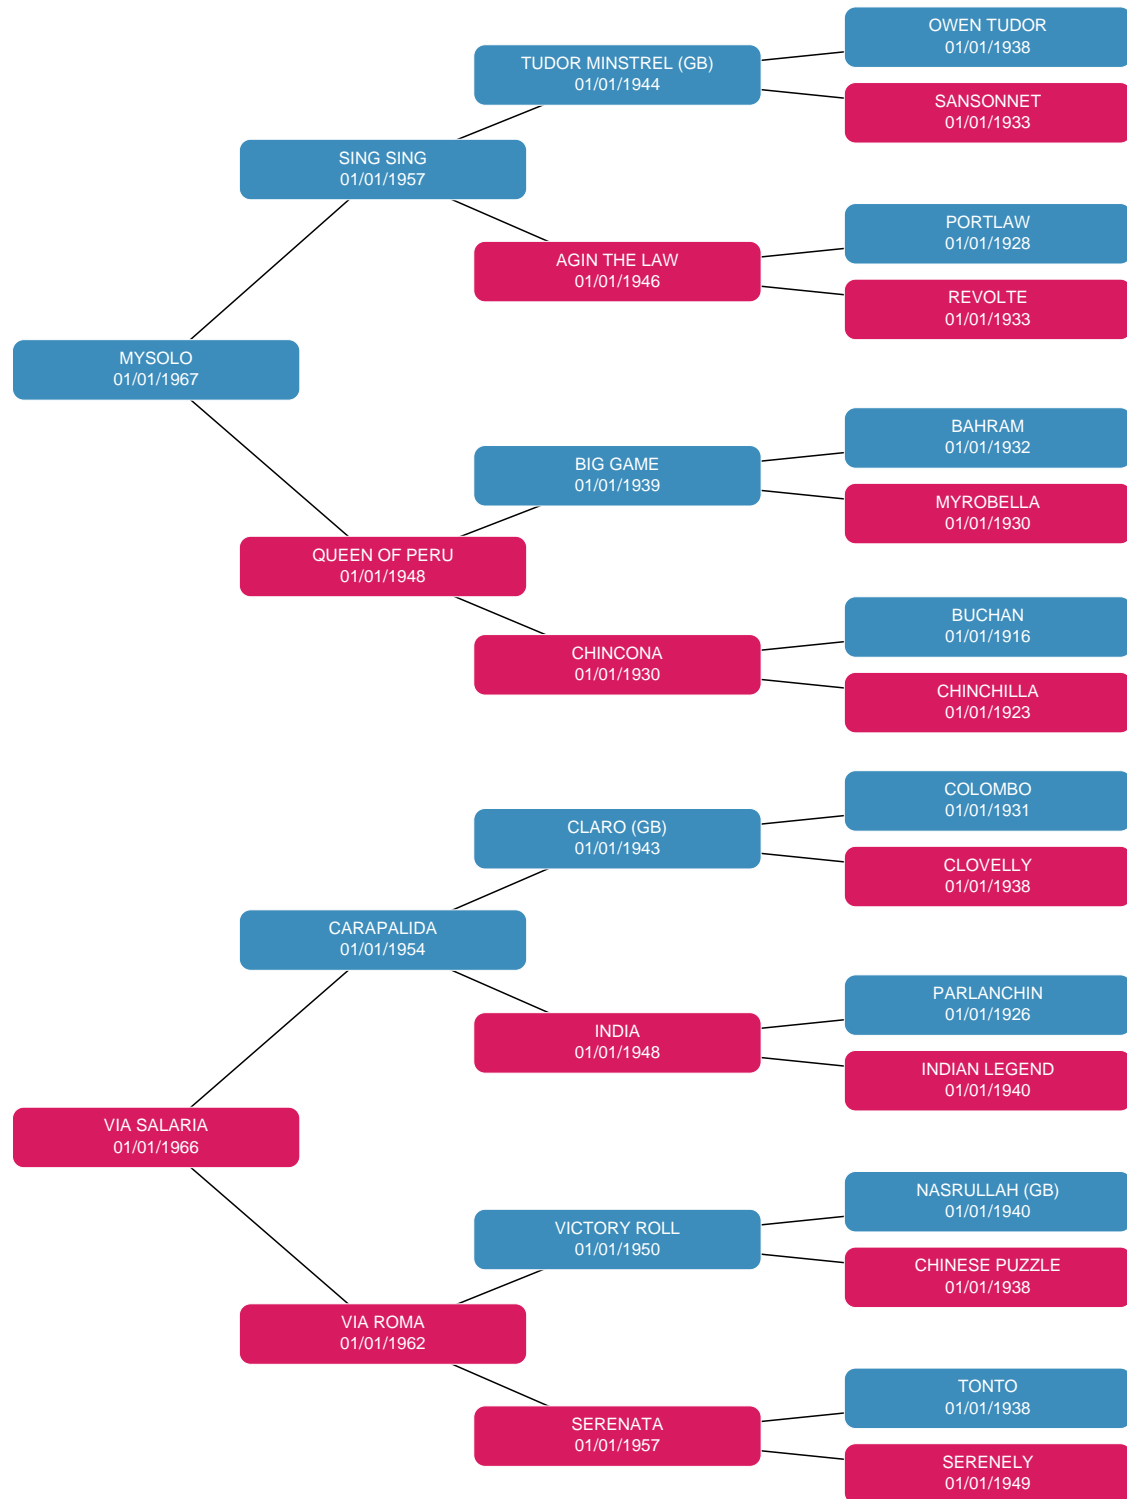 OWEN TUDOR
01/01/1938
TUDOR MINSTREL (GB)
01/01/1944
SANSONNET
01/01/1933
SING SING
01/01/1957
PORTLAW
01/01/1928
AGIN THE LAW
01/01/1946
REVOLTE
01/01/1933
MYSOLO
01/01/1967
BAHRAM
01/01/1932
BIG GAME
01/01/1939
MYROBELLA
01/01/1930
QUEEN OF PERU
01/01/1948
BUCHAN
01/01/1916
CHINCONA
01/01/1930
CHINCHILLA
01/01/1923
COLOMBO
01/01/1931
CLARO (GB)
01/01/1943
CLOVELLY
01/01/1938
CARAPALIDA
01/01/1954
PARLANCHIN
01/01/1926
INDIA
01/01/1948
INDIAN LEGEND
01/01/1940
VIA SALARIA
01/01/1966
NASRULLAH (GB)
01/01/1940
VICTORY ROLL
01/01/1950
CHINESE PUZZLE
01/01/1938
VIA ROMA
01/01/1962
TONTO
01/01/1938
SERENATA
01/01/1957
SERENELY
01/01/1949